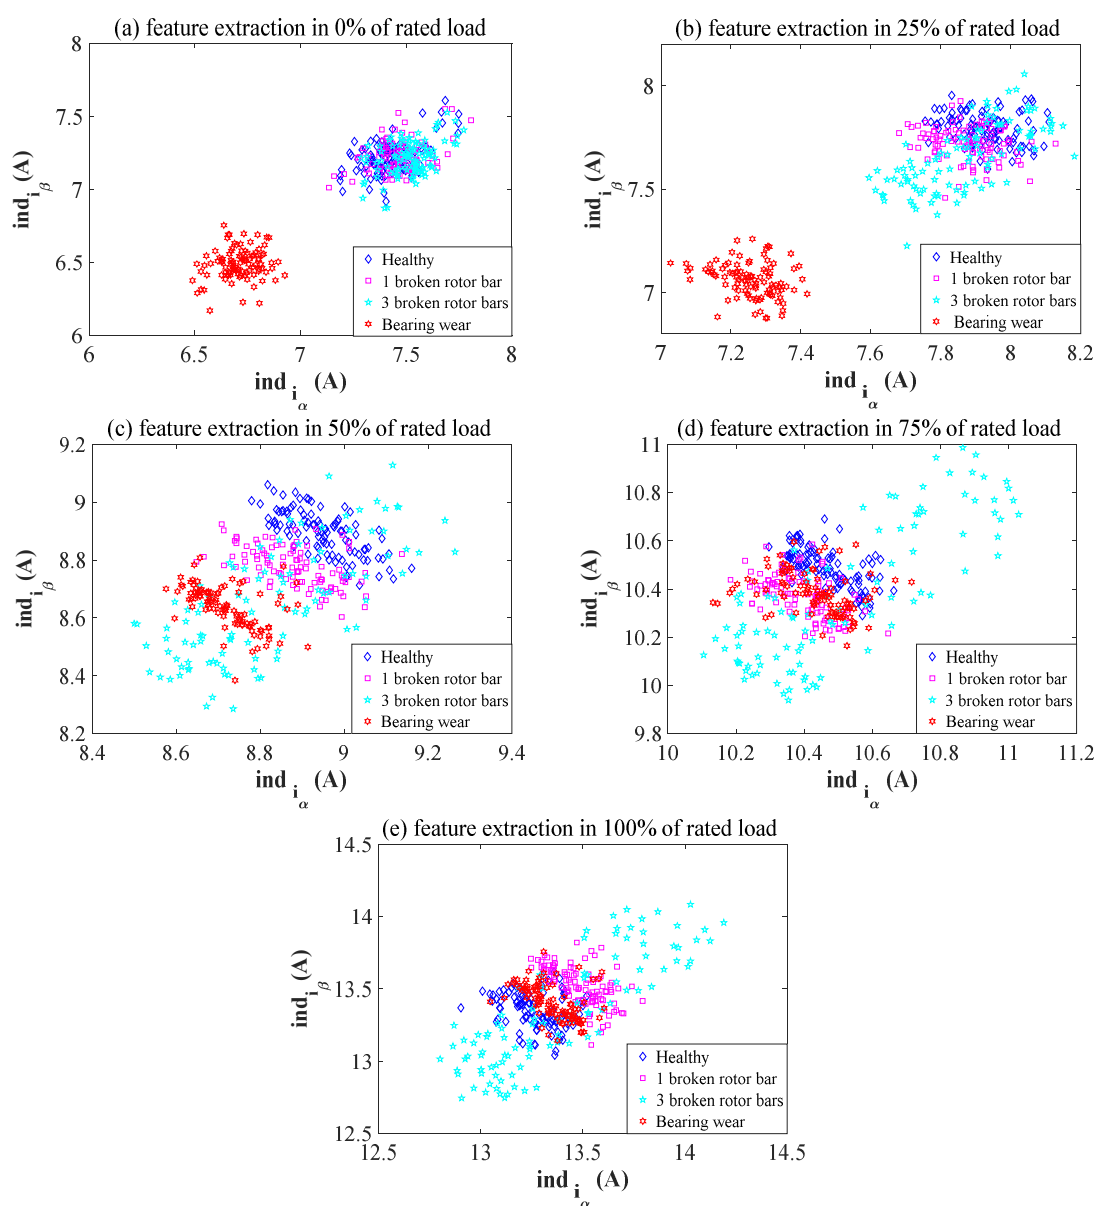 (a) feature extraction in 0% of rated load
8
7.5
7
6.5
6
6
6.5
7
7.5
8
ind i β (A)
ind i α (A)
Healthy
1 broken rotor bar
3 broken rotor bars
Bearing wear
(b) feature extraction in 25% of rated load
8
7.5
7
7
7.2
7.4
7.6
7.8
8
8.2
ind i β (A)
ind i α (A)
Healthy
1 broken rotor bar
3 broken rotor bars
Bearing wear
(c) feature extraction in 50% of rated load
9.2
9
8.8
8.6
8.4
8.2
8.4
8.6
8.8
9
9.2
9.4
ind i β (A)
ind i α (A)
Healthy
1 broken rotor bar
3 broken rotor bars
Bearing wear
(d) feature extraction in 75% of rated load
11
10.8
10.6
10.4
10.2
10
9.8
10
10.2
10.4
10.6
10.8
11
11.2
ind i β (A)
ind i α (A)
Healthy
1 broken rotor bar
3 broken rotor bars
Bearing wear
(e) feature extraction in 100% of rated load
14.5
14
13.5
13
12.5
12.5
13
13.5
14
14.5
ind i β (A)
ind i α (A)
Healthy
1 broken rotor bar
3 broken rotor bars
Bearing wear